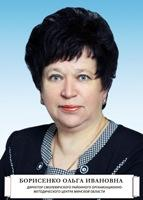 БОРИСЕНКО ОЛЬГА ИВАНОВНА
ДИРЕКТОР СМОЛЕВИЧСКОГО РАЙОННОГО ОРГАНИЗАЦИОННО-
МЕТОДИЧЕСКОГО ЦЕНТРА МИНСКОЙ ОБЛАСТИ